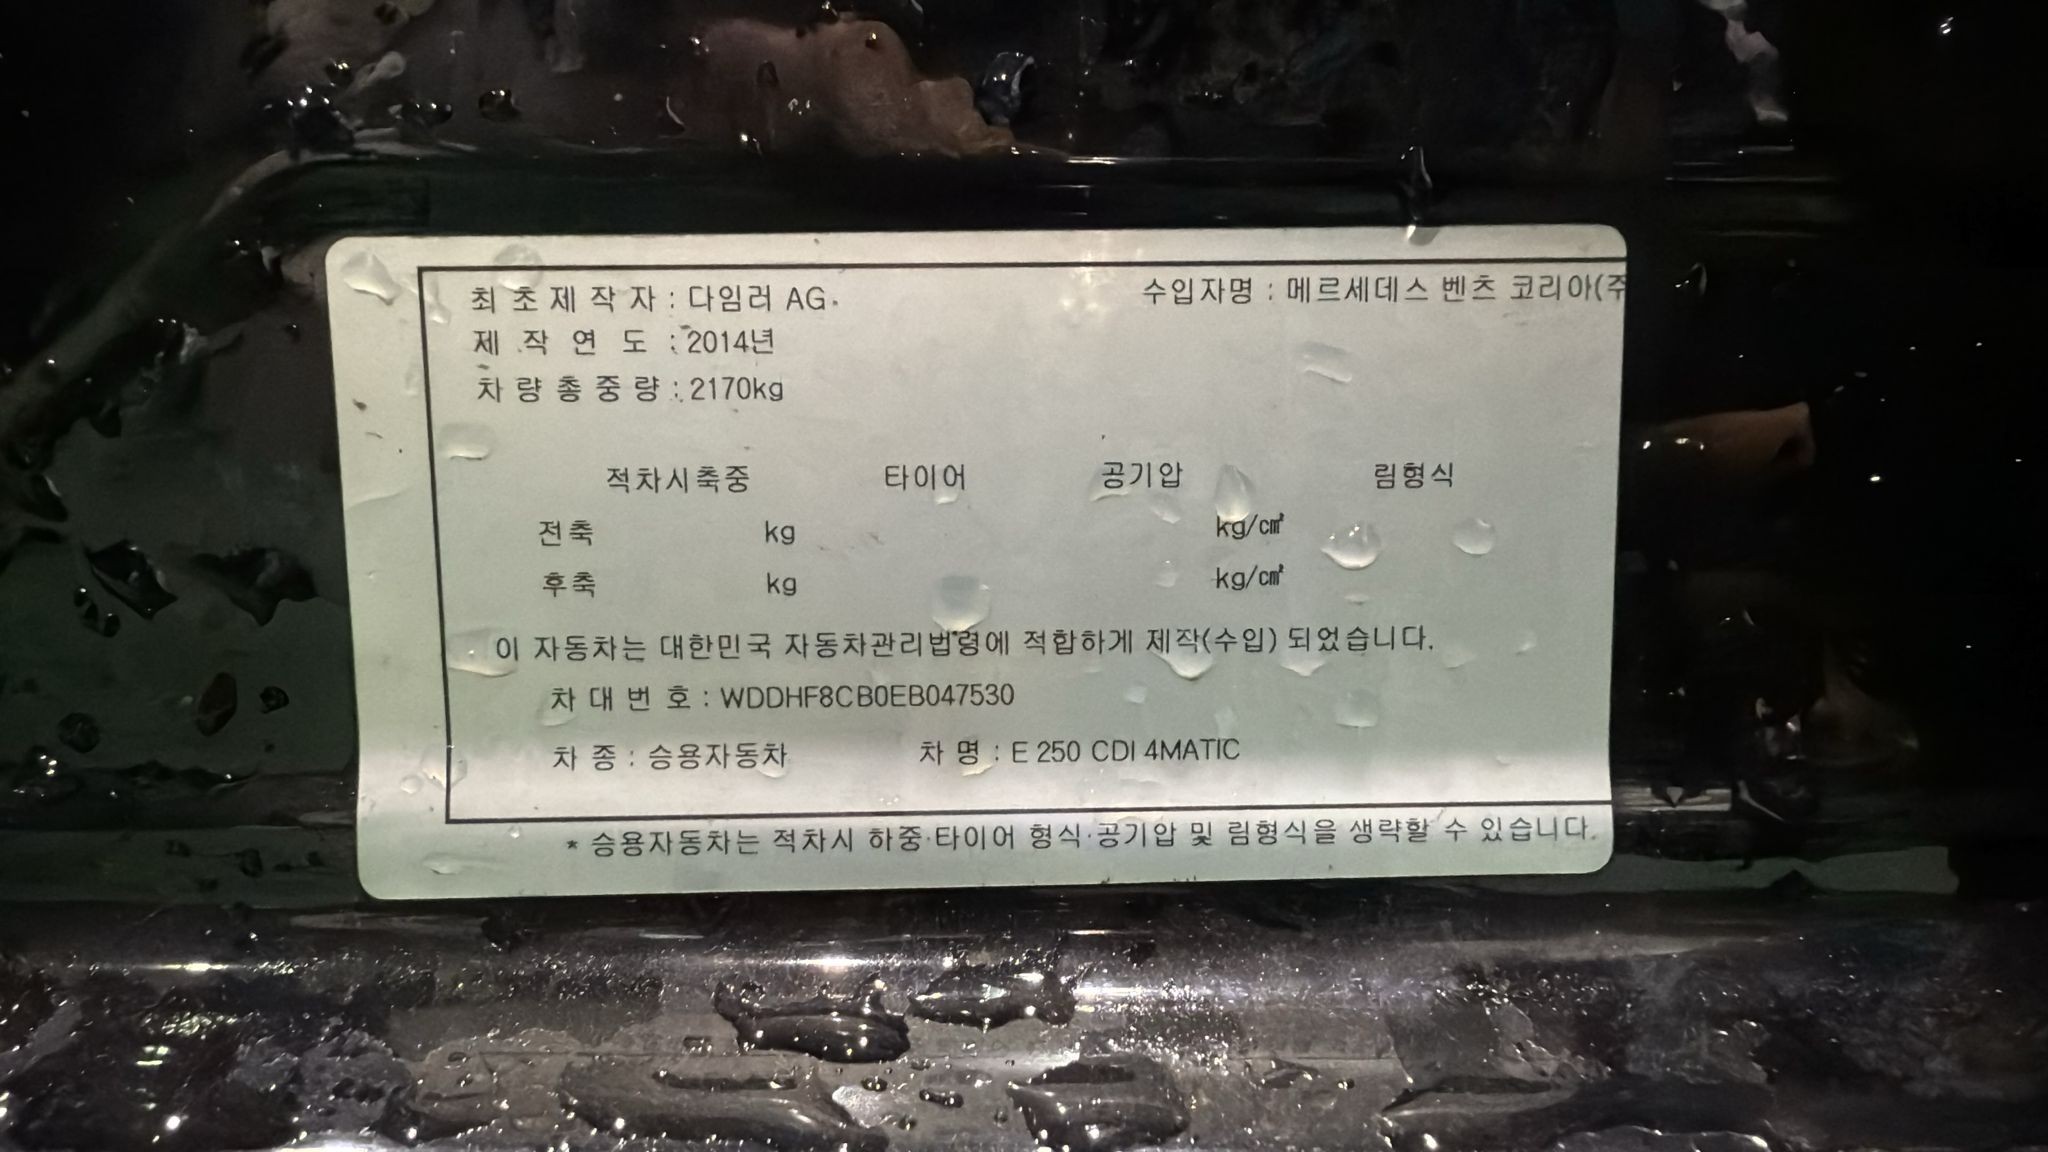 최초제작자 : 다임러 AG. 수입자명 : 메르세데스 벤츠 코리아(주
제작연도 : 2014년
차량총중량 : 2170kg
적차시축중 타이어 공기압 림형식
전축 kg kg/㎠
후축 kg kg/㎠
이 자동차는 대한민국 자동차관리법령에 적합하게 제작(수입) 되었습니다.
차대번호 : WDDHF8CB0EB047530
차종 : 승용자동차 차명 : E 250 CDI 4MATIC
* 승용자동차는 적차시 하중·타이어 형식·공기압 및 림형식을 생략할 수 있습니다.